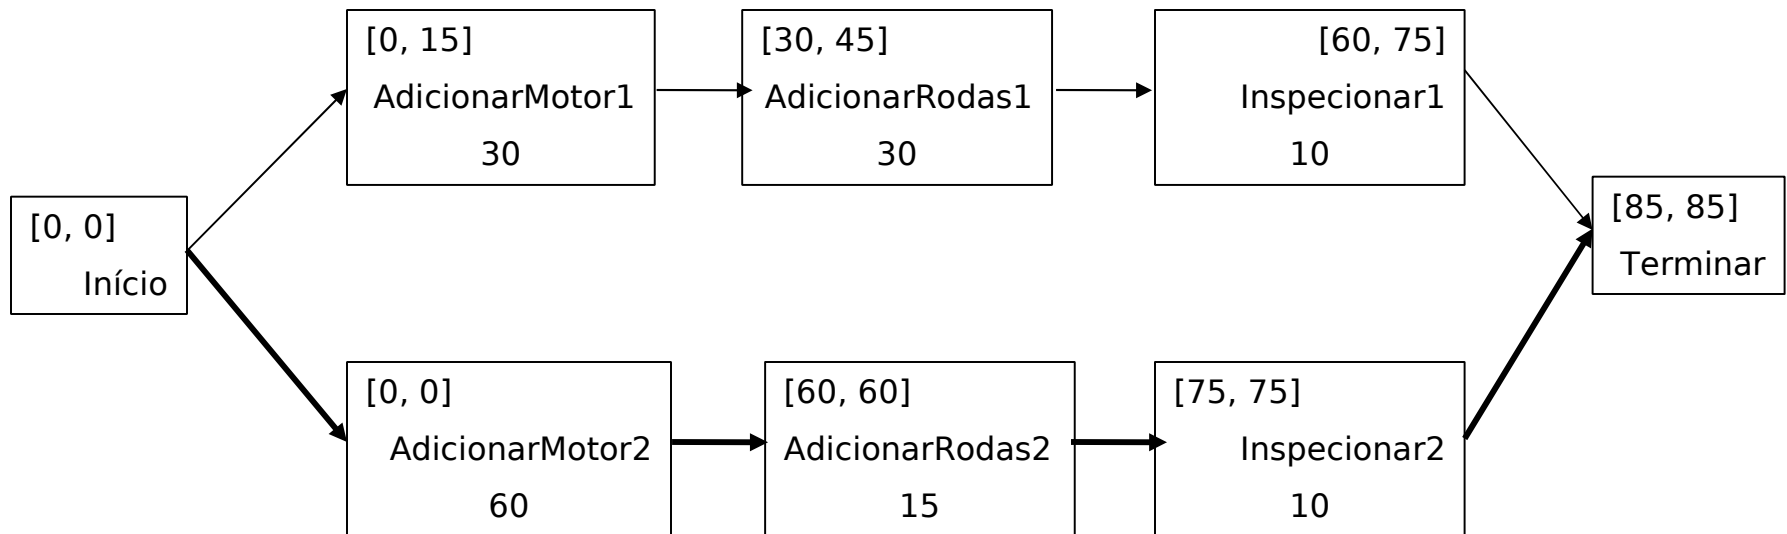 [0, 15]
AdicionarMotor1
30
[30, 45]
AdicionarRodas1
30
[60, 75]
Inspecionar1
10
[0, 0]
Início
[85, 85]
Terminar
[0, 0]
AdicionarMotor2
60
[60, 60]
AdicionarRodas2
15
[75, 75]
Inspecionar2
10